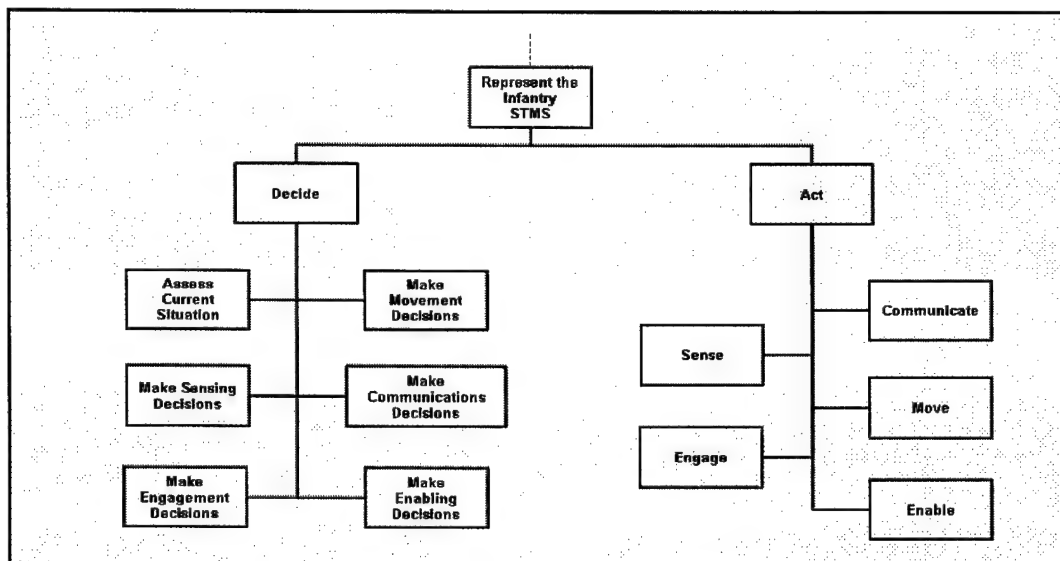 Represent the
Infantry
STMS
Decide
Act
Assess
Current
Situation
Make
Movement
Decisions
Communicate
Sense
Make Sensing
Decisions
Make
Communications
Decisions
Move
Engage
Make
Engagement
Decisions
Make
Enabling
Decisions
Enable